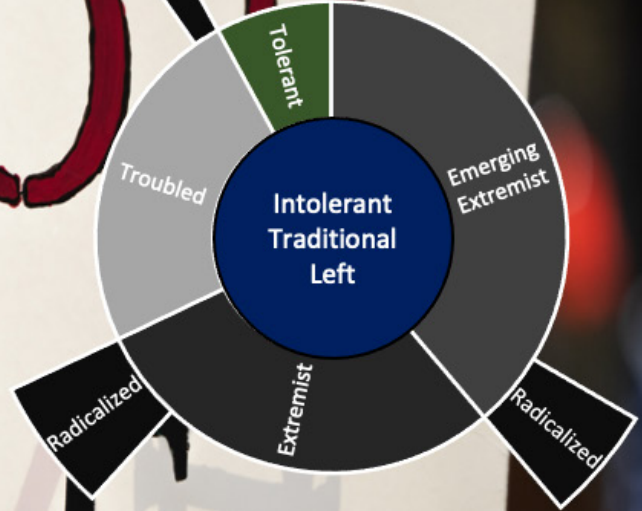 Tolerant
Emerging
Extremist
Troubled
Intolerant
Traditional
Left
Extremist
Radicalized
Radicalized